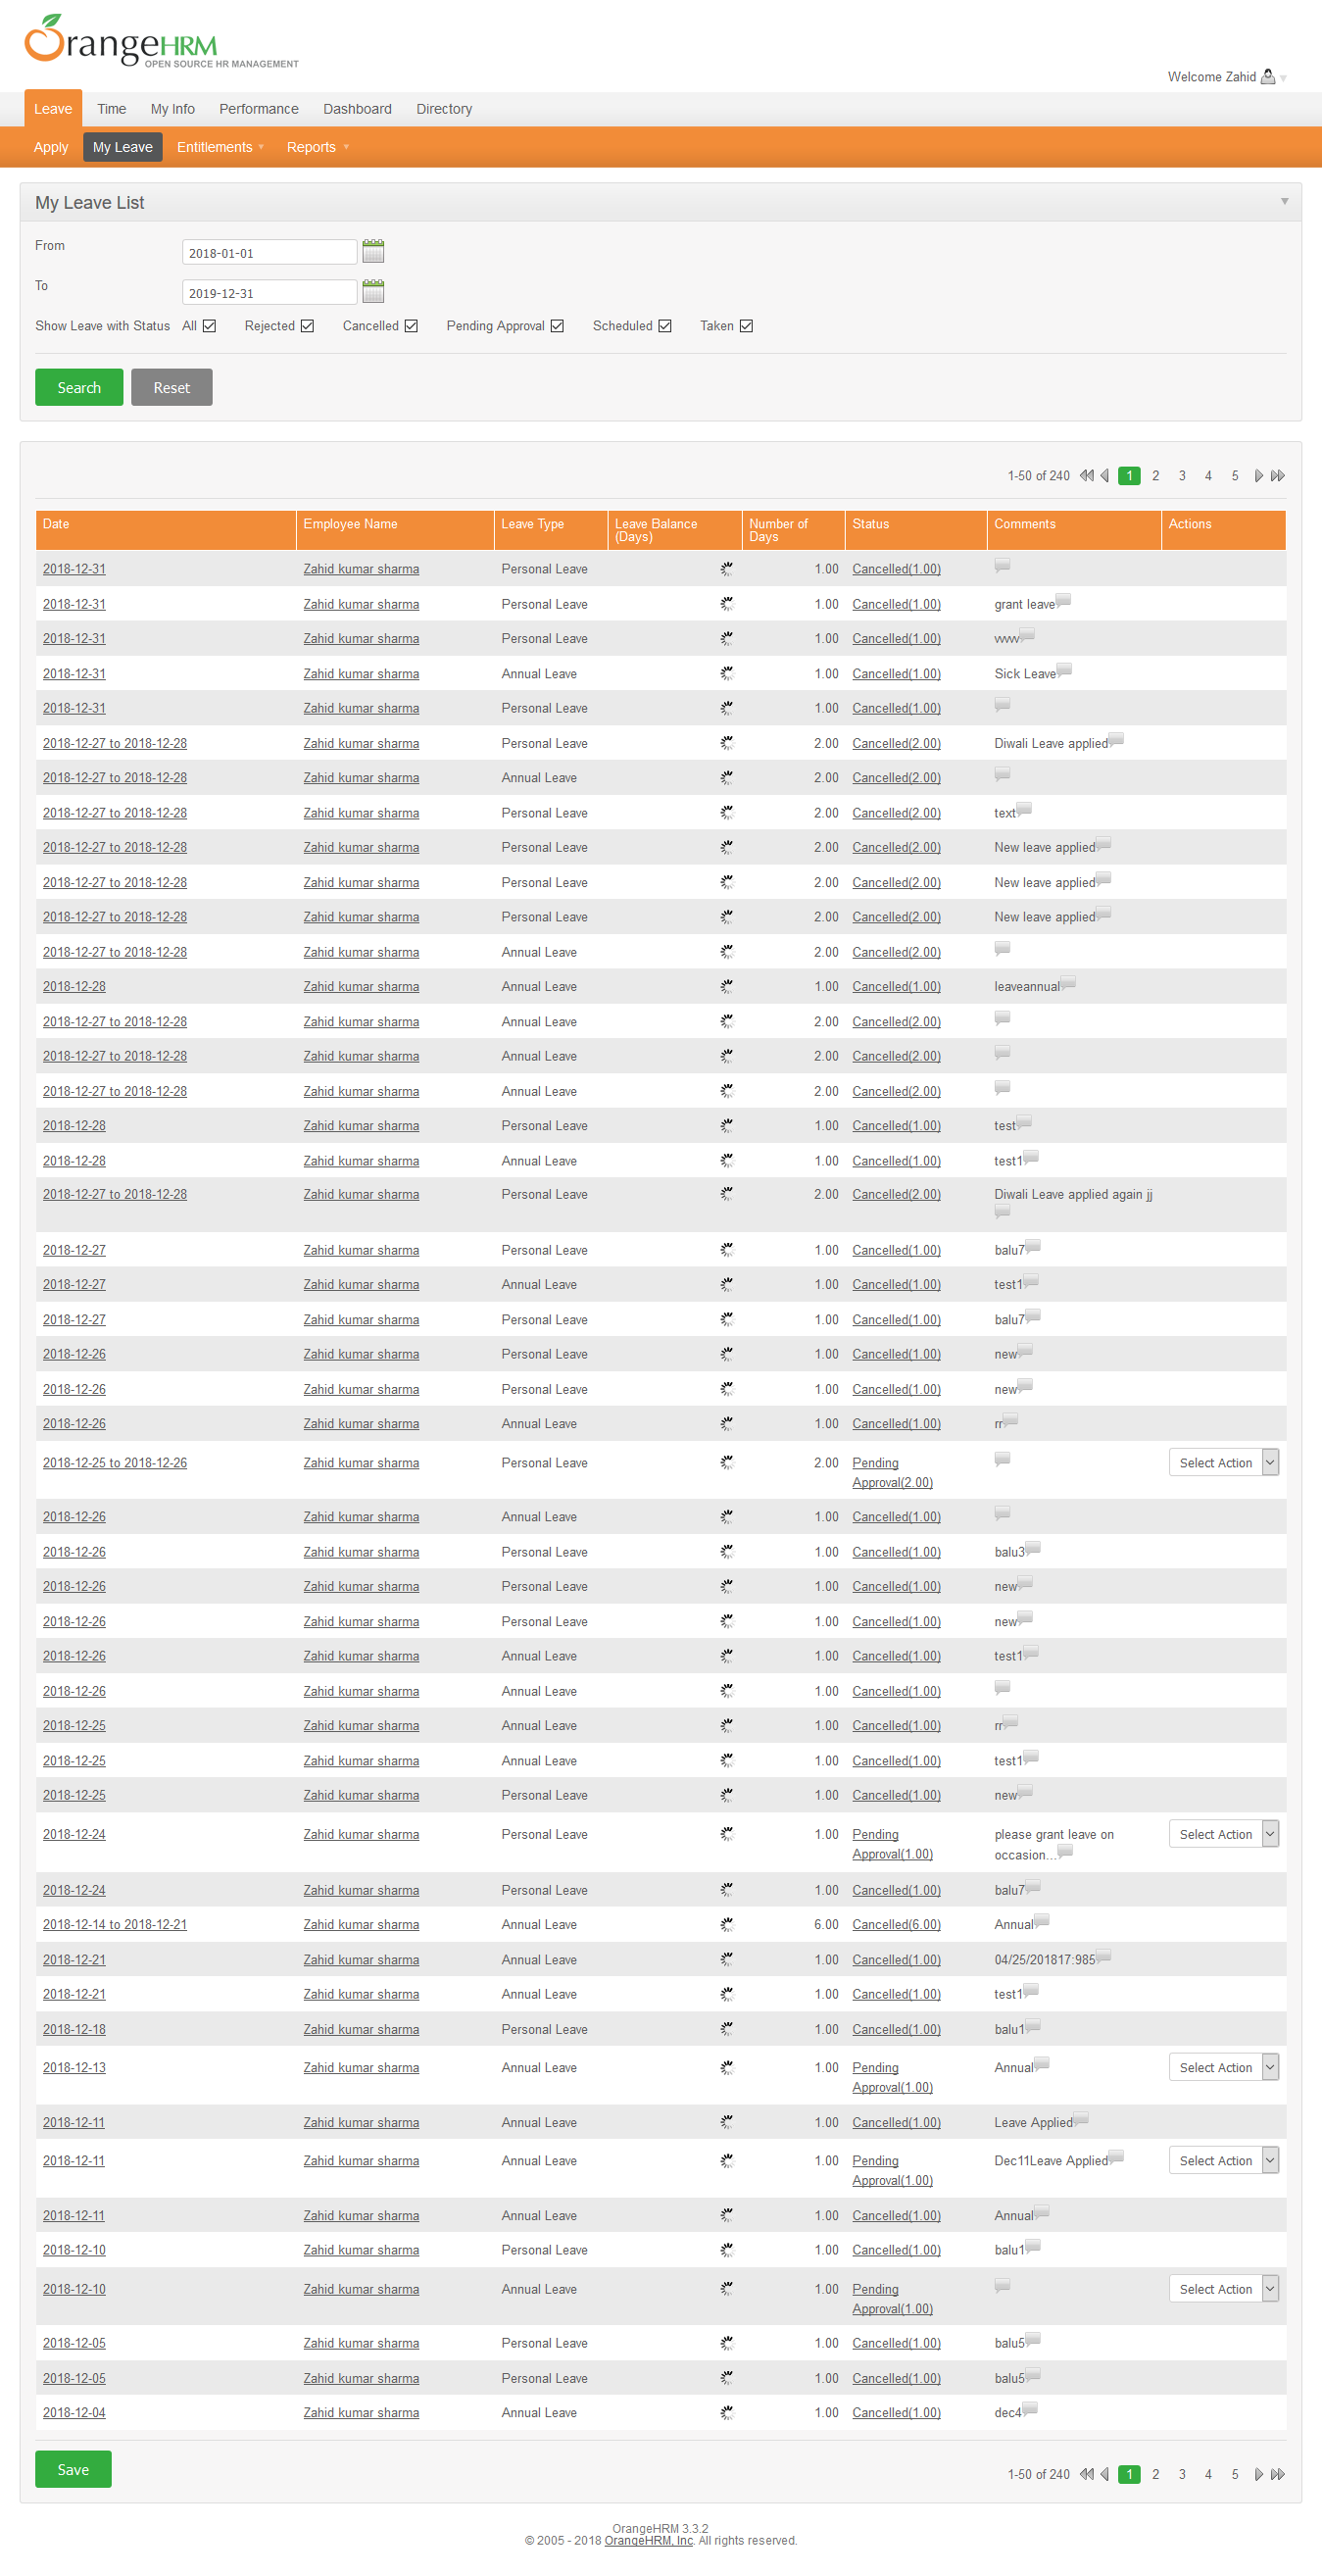 OrangeHRM
OPEN SOURCE HR MANAGEMENT
Welcome Zahid
Leave Time My Info Performance Dashboard Directory
Apply My Leave Entitlements Reports
My Leave List
From 2018-01-01
To 2019-12-31
Show Leave with Status All Rejected Cancelled Pending Approval Scheduled Taken
Search Reset
1-50 of 240 1 2 3 4 5
Date Employee Name Leave Type Leave Balance (Days) Number of Days Status Comments Actions
2018-12-31 Zahid kumar sharma Personal Leave 1.00 Cancelled(1.00)
2018-12-31 Zahid kumar sharma Personal Leave 1.00 Cancelled(1.00) grant leave
2018-12-31 Zahid kumar sharma Personal Leave 1.00 Cancelled(1.00)
2018-12-31 Zahid kumar sharma Annual Leave 1.00 Cancelled(1.00) Sick Leave
2018-12-31 Zahid kumar sharma Personal Leave 1.00 Cancelled(1.00)
2018-12-27 to 2018-12-28 Zahid kumar sharma Personal Leave 2.00 Cancelled(2.00) Diwali Leave applied
2018-12-27 to 2018-12-28 Zahid kumar sharma Annual Leave 2.00 Cancelled(2.00)
2018-12-27 to 2018-12-28 Zahid kumar sharma Personal Leave 2.00 Cancelled(2.00) text
2018-12-27 to 2018-12-28 Zahid kumar sharma Personal Leave 2.00 Cancelled(2.00) New leave applied
2018-12-27 to 2018-12-28 Zahid kumar sharma Personal Leave 2.00 Cancelled(2.00) New leave applied
2018-12-27 to 2018-12-28 Zahid kumar sharma Personal Leave 2.00 Cancelled(2.00) New leave applied
2018-12-27 to 2018-12-28 Zahid kumar sharma Annual Leave 2.00 Cancelled(2.00)
2018-12-28 Zahid kumar sharma Annual Leave 1.00 Cancelled(1.00) leaveannual
2018-12-27 to 2018-12-28 Zahid kumar sharma Annual Leave 2.00 Cancelled(2.00)
2018-12-27 to 2018-12-28 Zahid kumar sharma Annual Leave 2.00 Cancelled(2.00)
2018-12-27 to 2018-12-28 Zahid kumar sharma Annual Leave 2.00 Cancelled(2.00)
2018-12-28 Zahid kumar sharma Personal Leave 1.00 Cancelled(1.00) test
2018-12-28 Zahid kumar sharma Annual Leave 1.00 Cancelled(1.00) test1
2018-12-27 to 2018-12-28 Zahid kumar sharma Personal Leave 2.00 Cancelled(2.00) Diwali Leave applied again jj
2018-12-27 Zahid kumar sharma Personal Leave 1.00 Cancelled(1.00) balu7
2018-12-27 Zahid kumar sharma Annual Leave 1.00 Cancelled(1.00) test1
2018-12-27 Zahid kumar sharma Personal Leave 1.00 Cancelled(1.00) balu7
2018-12-26 Zahid kumar sharma Personal Leave 1.00 Cancelled(1.00) new
2018-12-26 Zahid kumar sharma Personal Leave 1.00 Cancelled(1.00) new
2018-12-26 Zahid kumar sharma Annual Leave 1.00 Cancelled(1.00) rr
2018-12-25 to 2018-12-26 Zahid kumar sharma Personal Leave 2.00 Pending Approval(2.00) Select Action
2018-12-26 Zahid kumar sharma Annual Leave 1.00 Cancelled(1.00)
2018-12-26 Zahid kumar sharma Personal Leave 1.00 Cancelled(1.00) balu3
2018-12-26 Zahid kumar sharma Personal Leave 1.00 Cancelled(1.00) new
2018-12-26 Zahid kumar sharma Personal Leave 1.00 Cancelled(1.00) new
2018-12-26 Zahid kumar sharma Annual Leave 1.00 Cancelled(1.00) test1
2018-12-26 Zahid kumar sharma Annual Leave 1.00 Cancelled(1.00)
2018-12-25 Zahid kumar sharma Annual Leave 1.00 Cancelled(1.00) rr
2018-12-25 Zahid kumar sharma Annual Leave 1.00 Cancelled(1.00) test1
2018-12-25 Zahid kumar sharma Personal Leave 1.00 Cancelled(1.00) new
2018-12-24 Zahid kumar sharma Personal Leave 1.00 Pending Approval(1.00) please grant leave on occasion... Select Action
2018-12-24 Zahid kumar sharma Personal Leave 1.00 Cancelled(1.00) balu7
2018-12-14 to 2018-12-21 Zahid kumar sharma Annual Leave 6.00 Cancelled(6.00) Annual
2018-12-21 Zahid kumar sharma Annual Leave 1.00 Cancelled(1.00) 04/25/201817:985
2018-12-21 Zahid kumar sharma Annual Leave 1.00 Cancelled(1.00) test1
2018-12-18 Zahid kumar sharma Personal Leave 1.00 Cancelled(1.00) balu1
2018-12-13 Zahid kumar sharma Annual Leave 1.00 Pending Approval(1.00) Annual Select Action
2018-12-11 Zahid kumar sharma Annual Leave 1.00 Cancelled(1.00) Leave Applied
2018-12-11 Zahid kumar sharma Annual Leave 1.00 Pending Approval(1.00) Dec11Leave Applied Select Action
2018-12-11 Zahid kumar sharma Annual Leave 1.00 Cancelled(1.00) Annual
2018-12-10 Zahid kumar sharma Personal Leave 1.00 Cancelled(1.00) balu1
2018-12-10 Zahid kumar sharma Annual Leave 1.00 Pending Approval(1.00) Select Action
2018-12-05 Zahid kumar sharma Personal Leave 1.00 Cancelled(1.00) balu5
2018-12-05 Zahid kumar sharma Personal Leave 1.00 Cancelled(1.00) balu5
2018-12-04 Zahid kumar sharma Annual Leave 1.00 Cancelled(1.00) dec4
Save 1-50 of 240 1 2 3 4 5
OrangeHRM 3.3.2
© 2005 - 2018 OrangeHRM, Inc. All rights reserved.